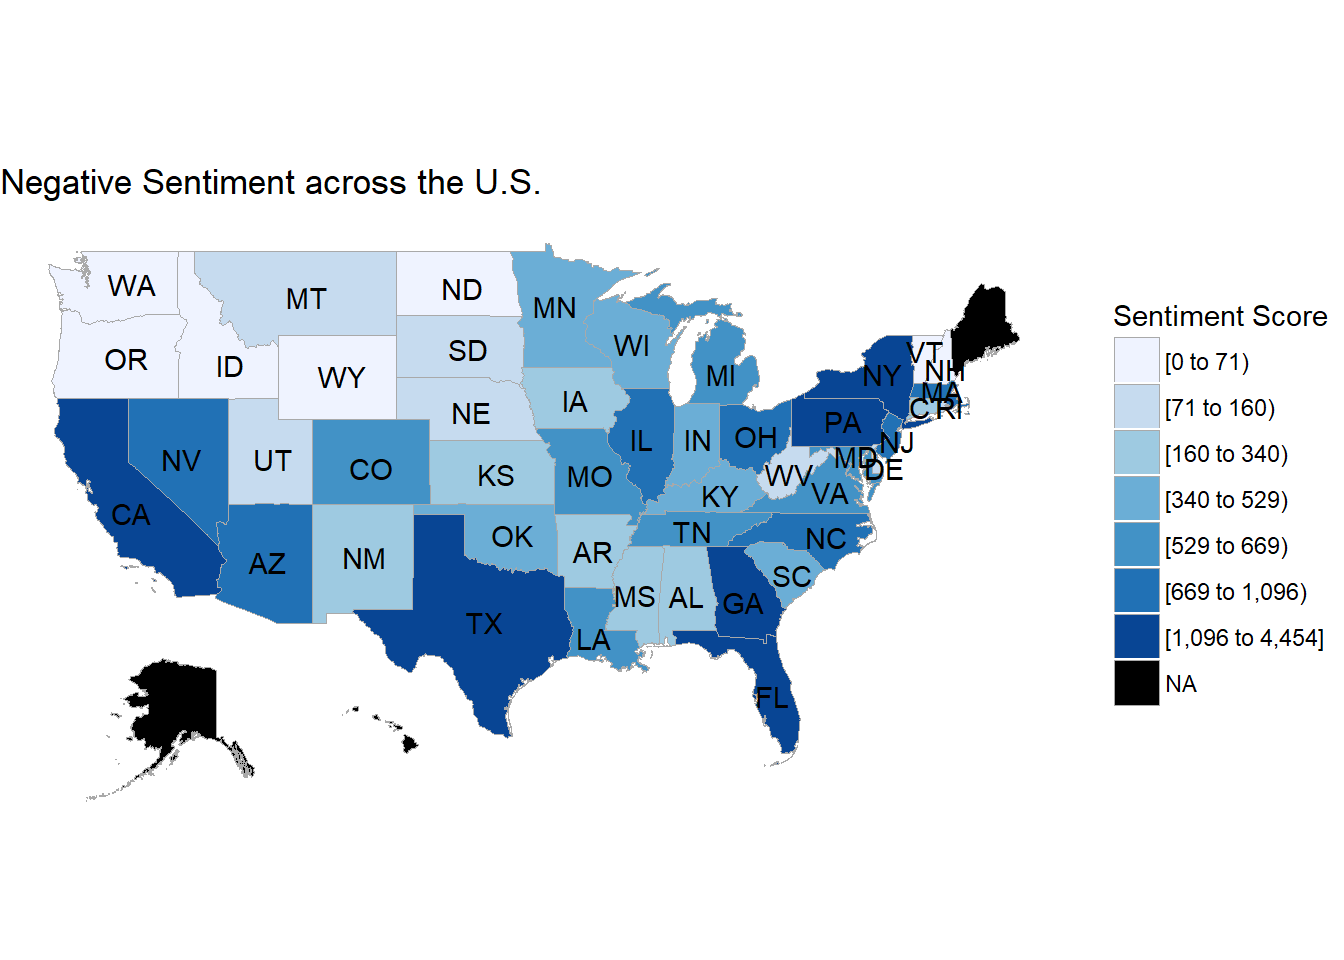 Negative Sentiment across the U.S.
WA
MT
ND
MN
OR
ID
WY
SD
WI
MI
VT
NH
NY
MA
CT
RI
NE
IA
PA
NV
UT
CO
KS
MO
IL
IN
OH
NJ
MD
DE
WV
VA
KY
CA
AZ
NM
OK
AR
TN
NC
SC
MS
AL
GA
TX
LA
FL
Sentiment Score
[0 to 71)
[71 to 160)
[160 to 340)
[340 to 529)
[529 to 669)
[669 to 1,096)
[1,096 to 4,454]
NA